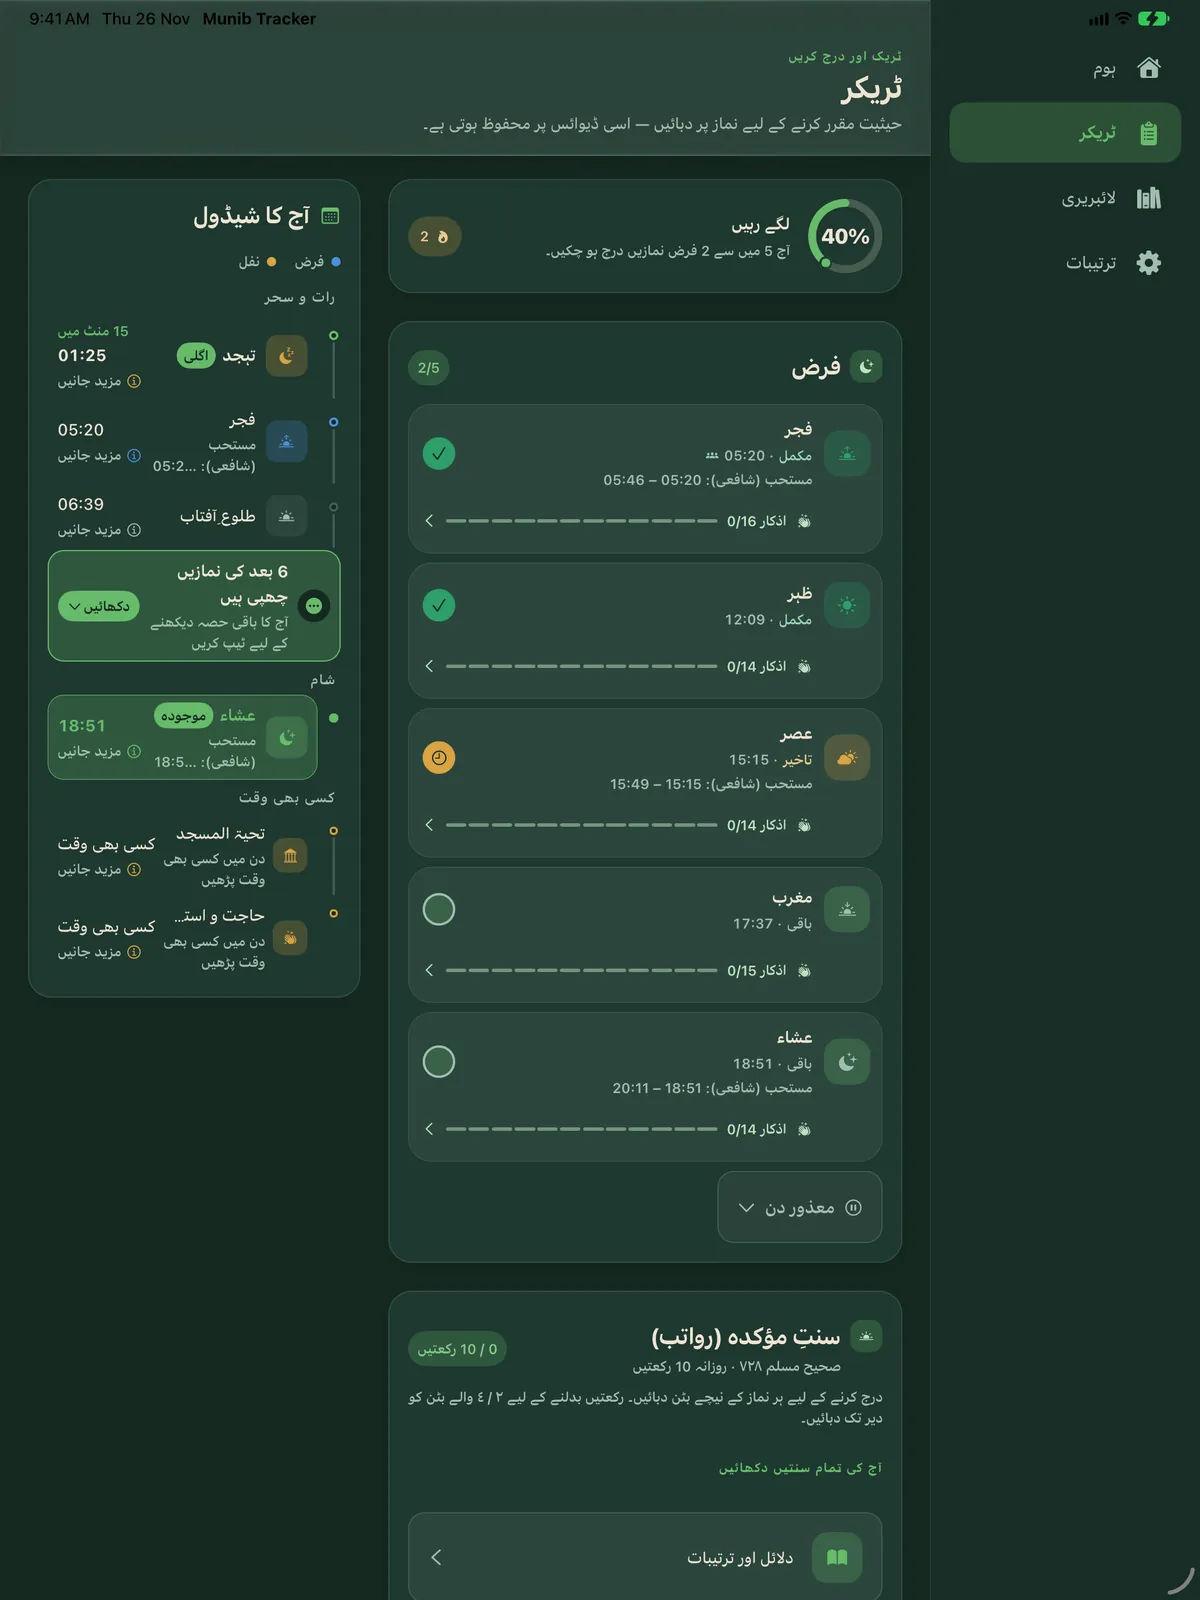 9:41 AM Thu 26 Nov Munib Tracker
ہوم
ٹریکر
لائبریری
ترتیبات
ٹریک اور درج کریں
ٹریکر
حیثیت مقرر کرنے کے لیے نماز پر دبائیں — اسی ڈیوائس پر محفوظ ہوتی ہے۔
40%
لگے رہیں
آج 5 میں سے 2 فرض نمازیں درج ہو چکیں۔
2
فرض
2/5
فجر
مکمل · 05:20
مستحب (شافعی): 05:20 – 05:46
اذکار 0/16
ظہر
مکمل · 12:09
اذکار 0/14
عصر
تاخیر · 15:15
مستحب (شافعی): 15:15 – 15:49
اذکار 0/14
مغرب
باقی · 17:37
اذکار 0/15
عشاء
باقی · 18:51
مستحب (شافعی): 18:51 – 20:11
اذکار 0/14
معذور دن
سنتِ مؤکدہ (رواتب)
0 / 10 رکعتیں
صحیح مسلم ٧٢٨ · روزانہ 10 رکعتیں
درج کرنے کے لیے ہر نماز کے نیچے بٹن دبائیں۔ رکعتیں بدلنے کے لیے ٢ / ٤ والے بٹن کو
دیر تک دبائیں۔
آج کی تمام سنتیں دکھائیں
دلائل اور ترتیبات
آج کا شیڈول
فرض
نفل
رات و سحر
تہجد
اگلی
15 منٹ میں
01:25
مزید جانیں
فجر
مستحب
(شافعی): 05:2…
05:20
مزید جانیں
طلوع آفتاب
06:39
مزید جانیں
6 بعد کی نمازیں
چھپی ہیں
آج کا باقی حصہ دیکھنے
کے لیے ٹیپ کریں
دکھائیں
شام
عشاء
موجودہ
مستحب
(شافعی): 18:5…
18:51
مزید جانیں
کسی بھی وقت
تحیۃ المسجد
دن میں کسی بھی
وقت پڑھیں
کسی بھی وقت
مزید جانیں
حاجت و استـ…
دن میں کسی بھی
وقت پڑھیں
کسی بھی وقت
مزید جانیں